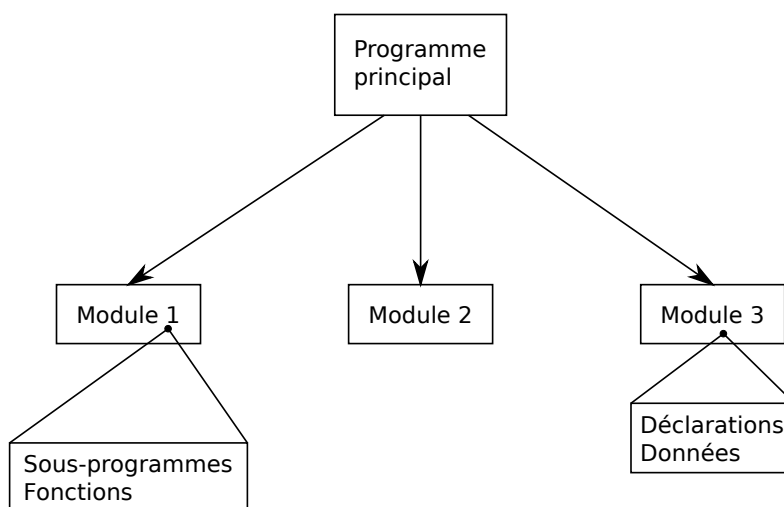 Programme
principal
Module 1
Module 2
Module 3
Sous-programmes
Fonctions
Déclarations
Données